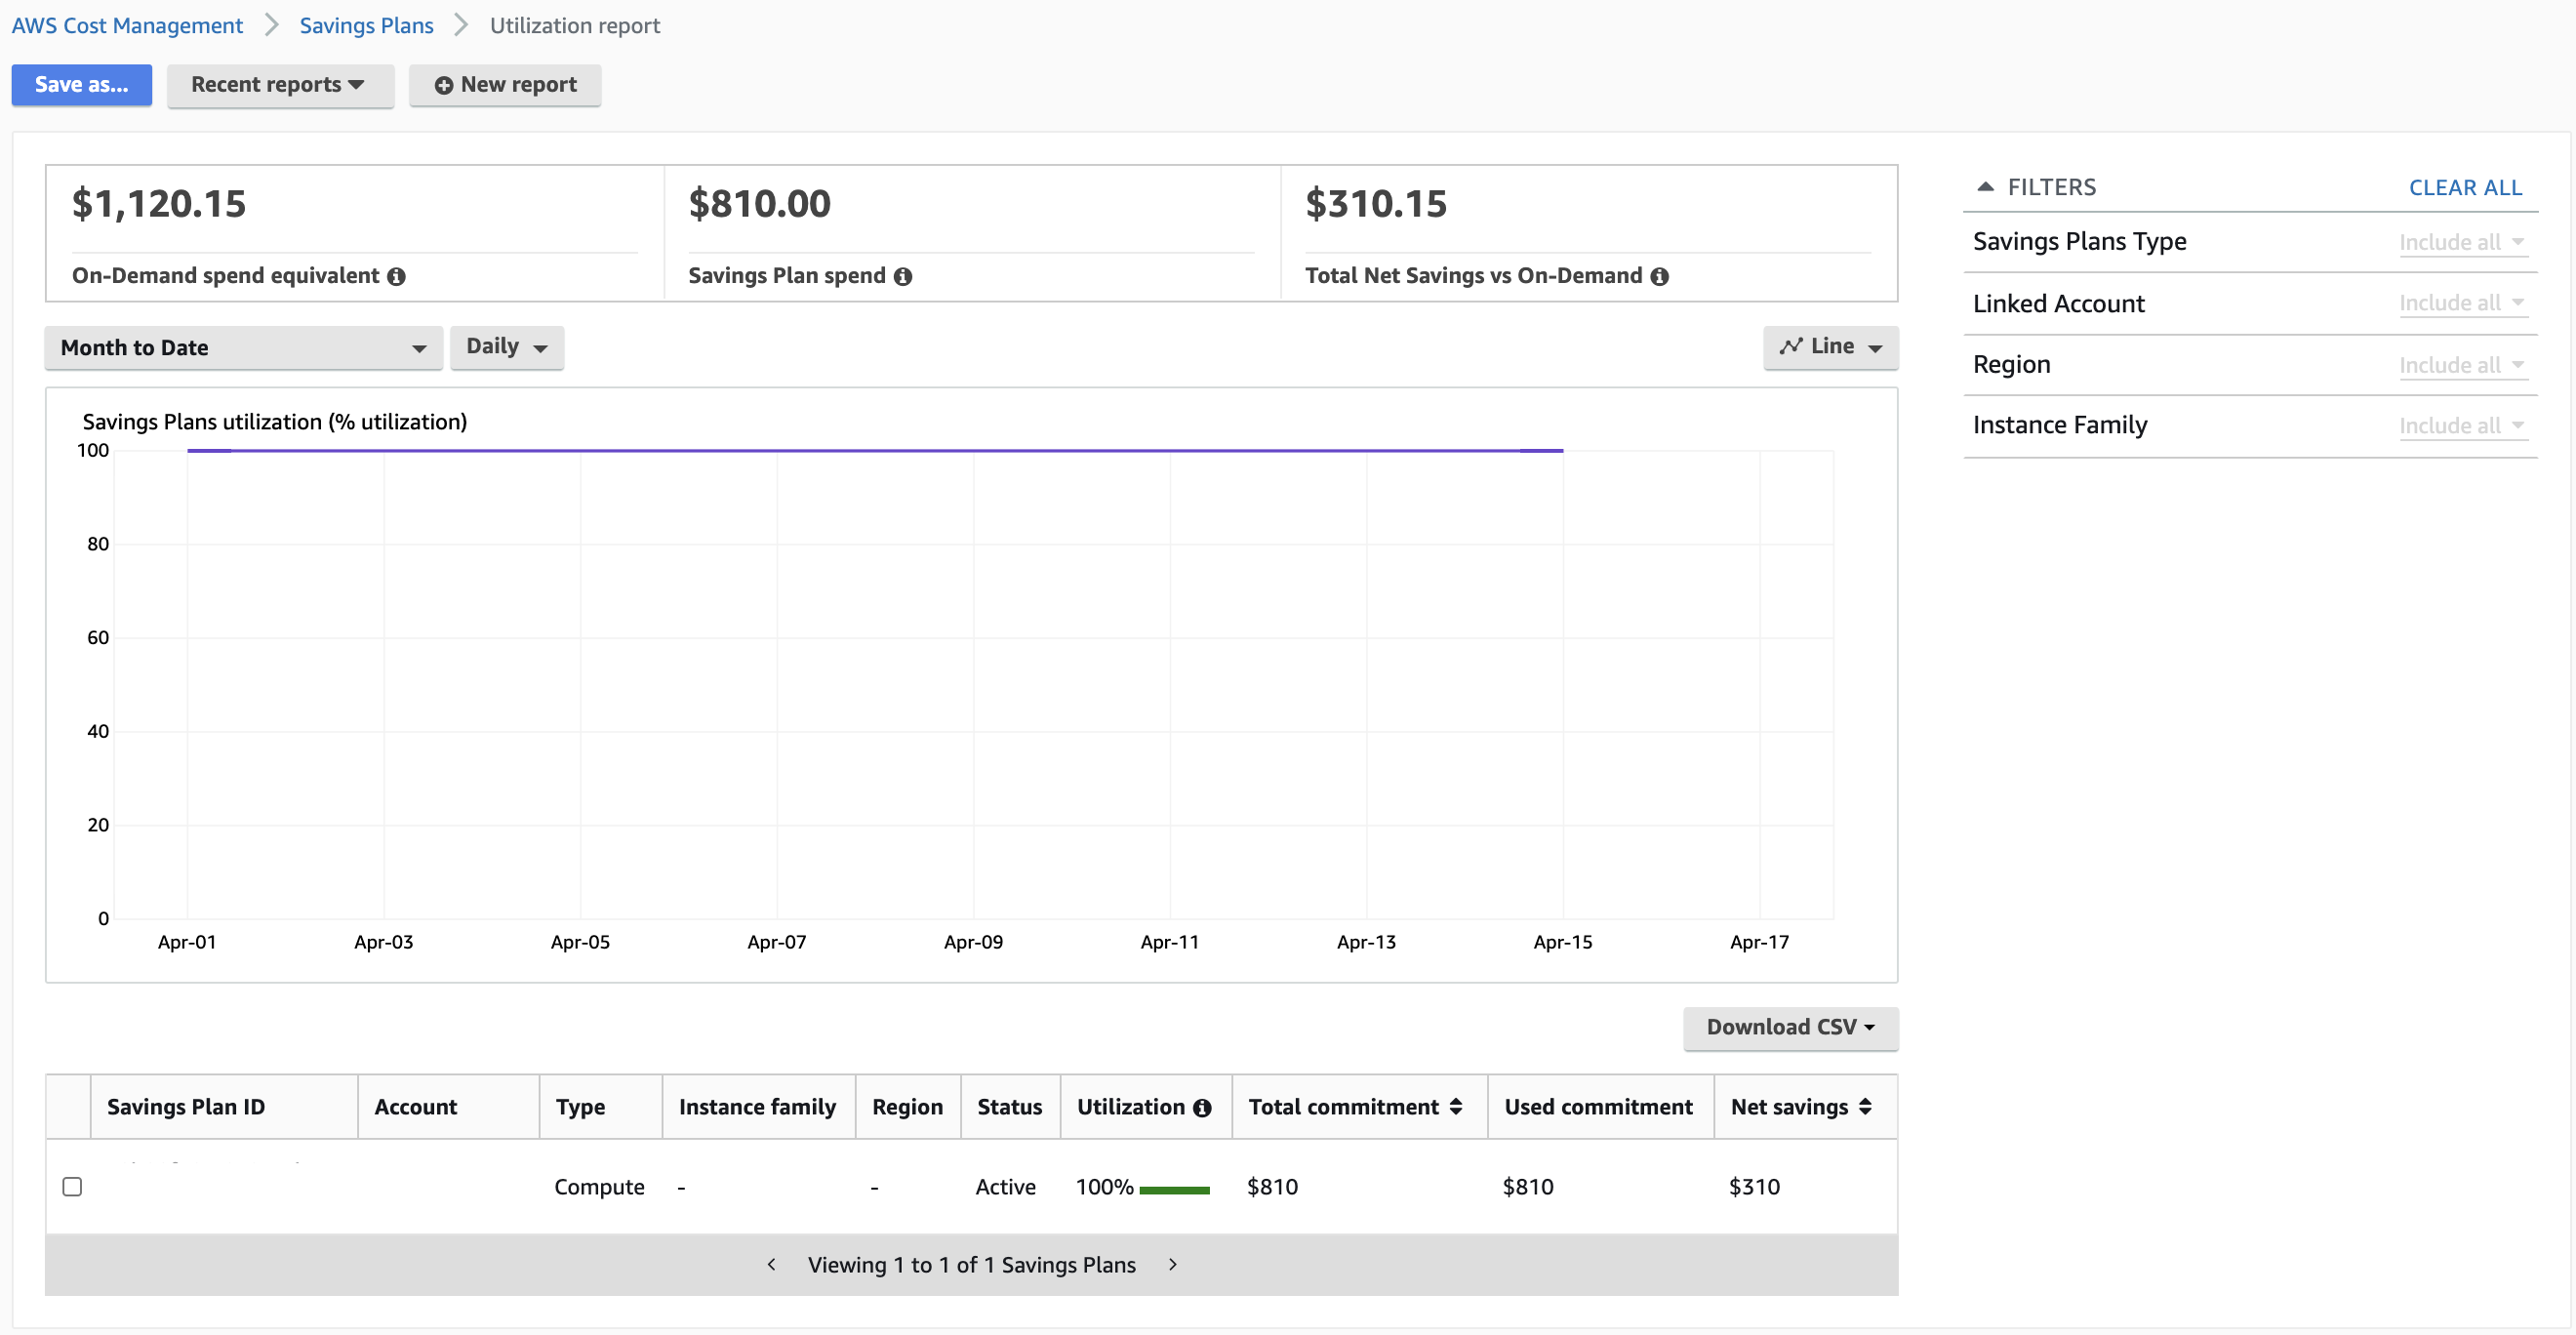 AWS Cost Management > Savings Plans > Utilization report
Save as... Recent reports New report
$1,120.15 $810.00 $310.15
On-Demand spend equivalent Savings Plan spend Total Net Savings vs On-Demand
FILTERS CLEAR ALL
Savings Plans Type Include all
Linked Account Include all
Region Include all
Instance Family Include all
Month to Date Daily Line
Savings Plans utilization (% utilization)
100
80
60
40
20
0
Apr-01 Apr-03 Apr-05 Apr-07 Apr-09 Apr-11 Apr-13 Apr-15 Apr-17
Download CSV
Savings Plan ID Account Type Instance family Region Status Utilization Total commitment Used commitment Net savings
Compute - - Active 100% $810 $810 $310
< Viewing 1 to 1 of 1 Savings Plans >